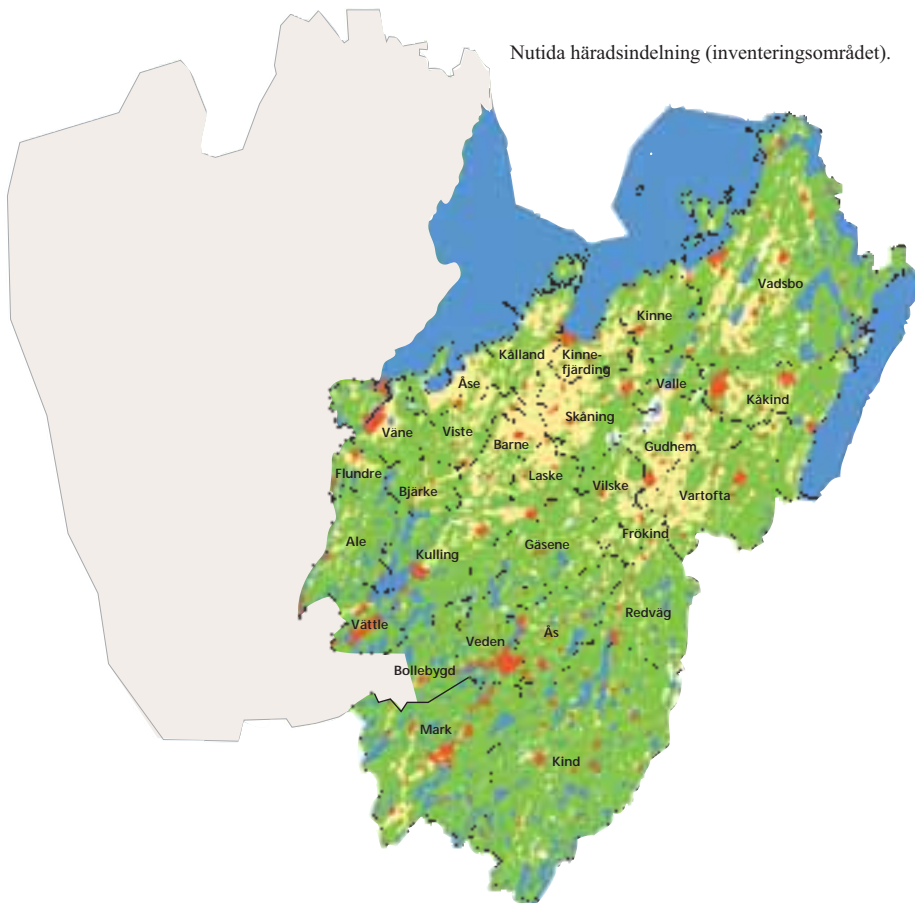 Nutida häradsindelning (inventeringsområdet).
Vadsbo
Kinne
Kålland
Kinne-
fjärding
Åse
Valle
Kåkind
Skåning
Väne
Viste
Barne
Gudhem
Flundre
Bjärke
Laske
Vilske
Vartofta
Ale
Kulling
Gäsene
Frökind
Redväg
Vättle
Veden
Ås
Bollebygd
Mark
Kind